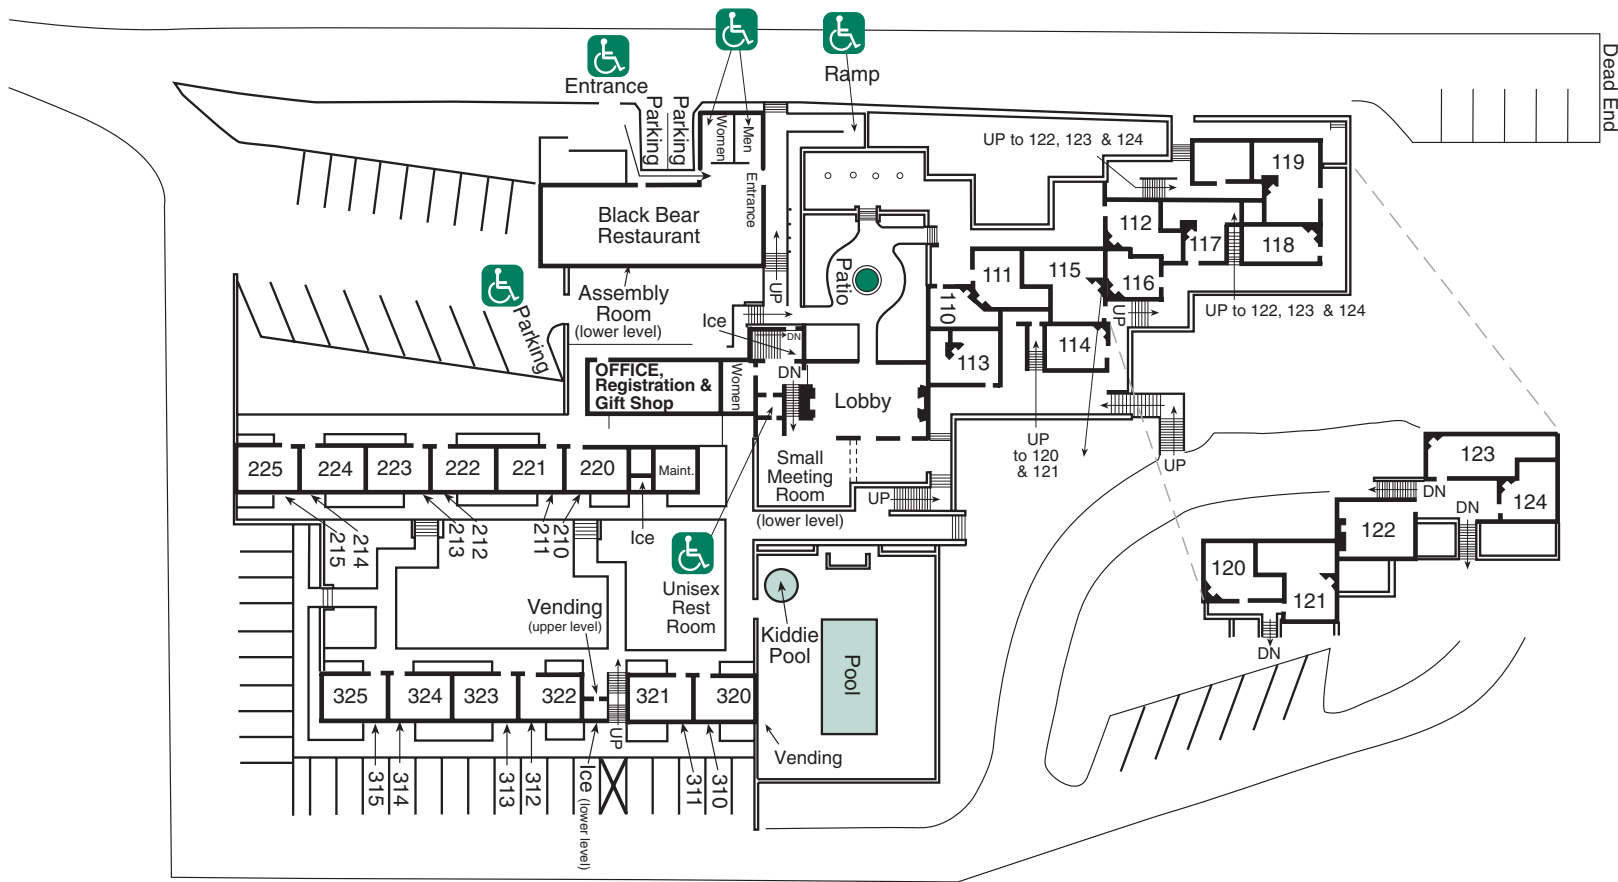 Entrance
Parking
Parking
Women
Men
Entrance
Ramp
Dead End
UP to 122, 123 & 124
119
112
117
118
Black Bear
Restaurant
Patio
111
115
116
110
UP
UP to 122, 123 & 124
UP
Assembly
Room
(lower level)
Ice
DN
113
114
Parking
OFFICE,
Registration &
Gift Shop
Women
DN
Lobby
UP
to 120
& 121
UP
225
224
223
222
221
220
Maint.
Small
Meeting
Room
(lower level)
UP
123
124
DN
DN
122
215
214
213
212
211
210
Ice
Unisex
Rest
Room
Vending
(upper level)
Kiddie
Pool
Pool
120
121
DN
325
324
323
322
321
320
UP
Vending
315
314
313
312
Ice (lower level)
311
310